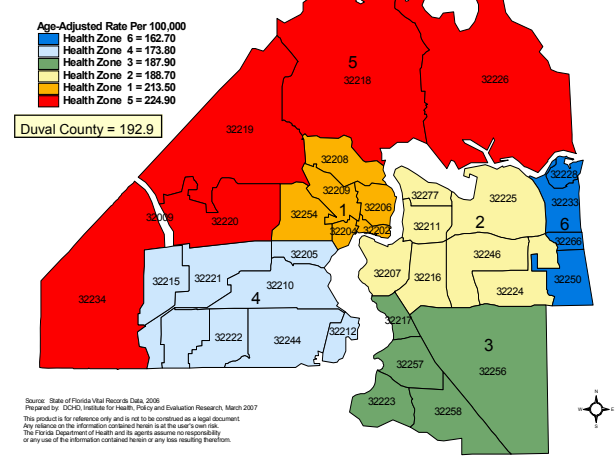 Age-Adjusted Rate Per 100,000
Health Zone 6 = 162.70
Health Zone 4 = 173.80
Health Zone 3 = 187.90
Health Zone 2 = 188.70
Health Zone 1 = 213.50
Health Zone 5 = 224.90
Duval County = 192.9
5
32218
32226
32219
32208
32228
32209
32277
32225
32233
32009
32220
32254
1
32206
32211
2
6
32204
32202
32266
32205
32246
32215
32221
32210
32207
32216
32250
32234
4
32224
32217
32222
32244
32212
3
32257
32256
32223
32258
Source: State of Florida Vital Records Data, 2006
Prepared by: DCHD, Institute for Health, Policy and Evaluation Research, March 2007
This product is for reference only and is not to be construed as a legal document.
Any reliance on the information contained herein is at the user's own risk.
The Florida Department of Health and its agents assume no responsibility
or any use of the information contained herein or any loss resulting therefrom.
N
W
E
S